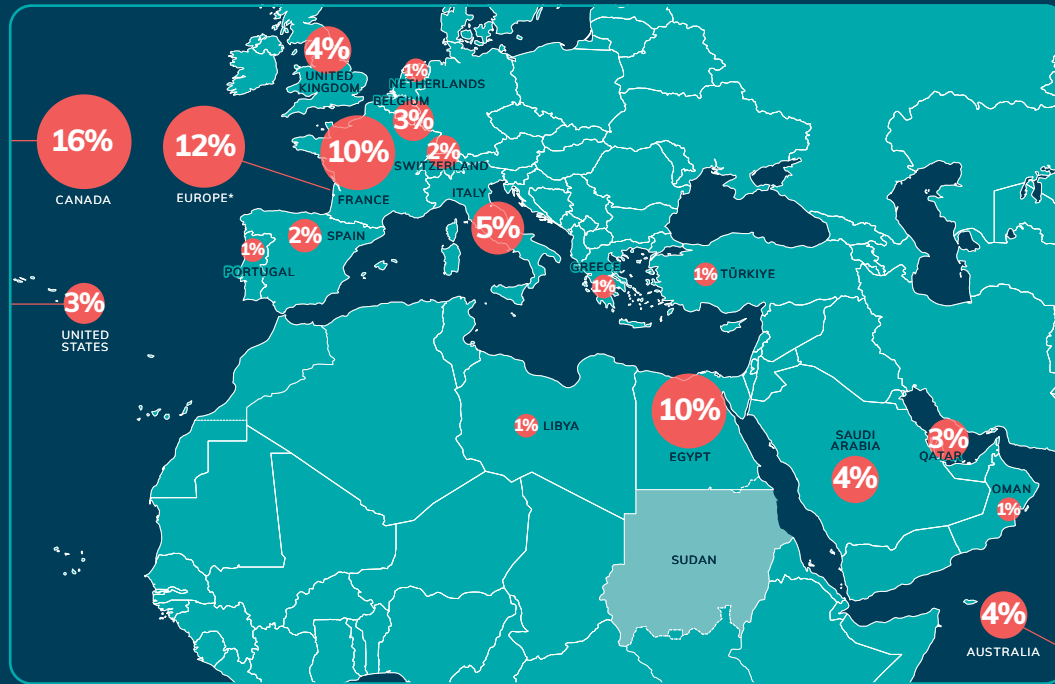 4%
UNITED
KINGDOM
1%
NETHERLANDS
BELGIUM
3%
16%
CANADA
12%
EUROPE*
10%
FRANCE
2%
SWITZERLAND
ITALY
5%
2% SPAIN
1%
PORTUGAL
GREECE
1%
1% TÜRKIYE
3%
UNITED
STATES
1% LIBYA
10%
EGYPT
SAUDI
ARABIA
4%
3%
QATAR
OMAN
1%
SUDAN
4%
AUSTRALIA